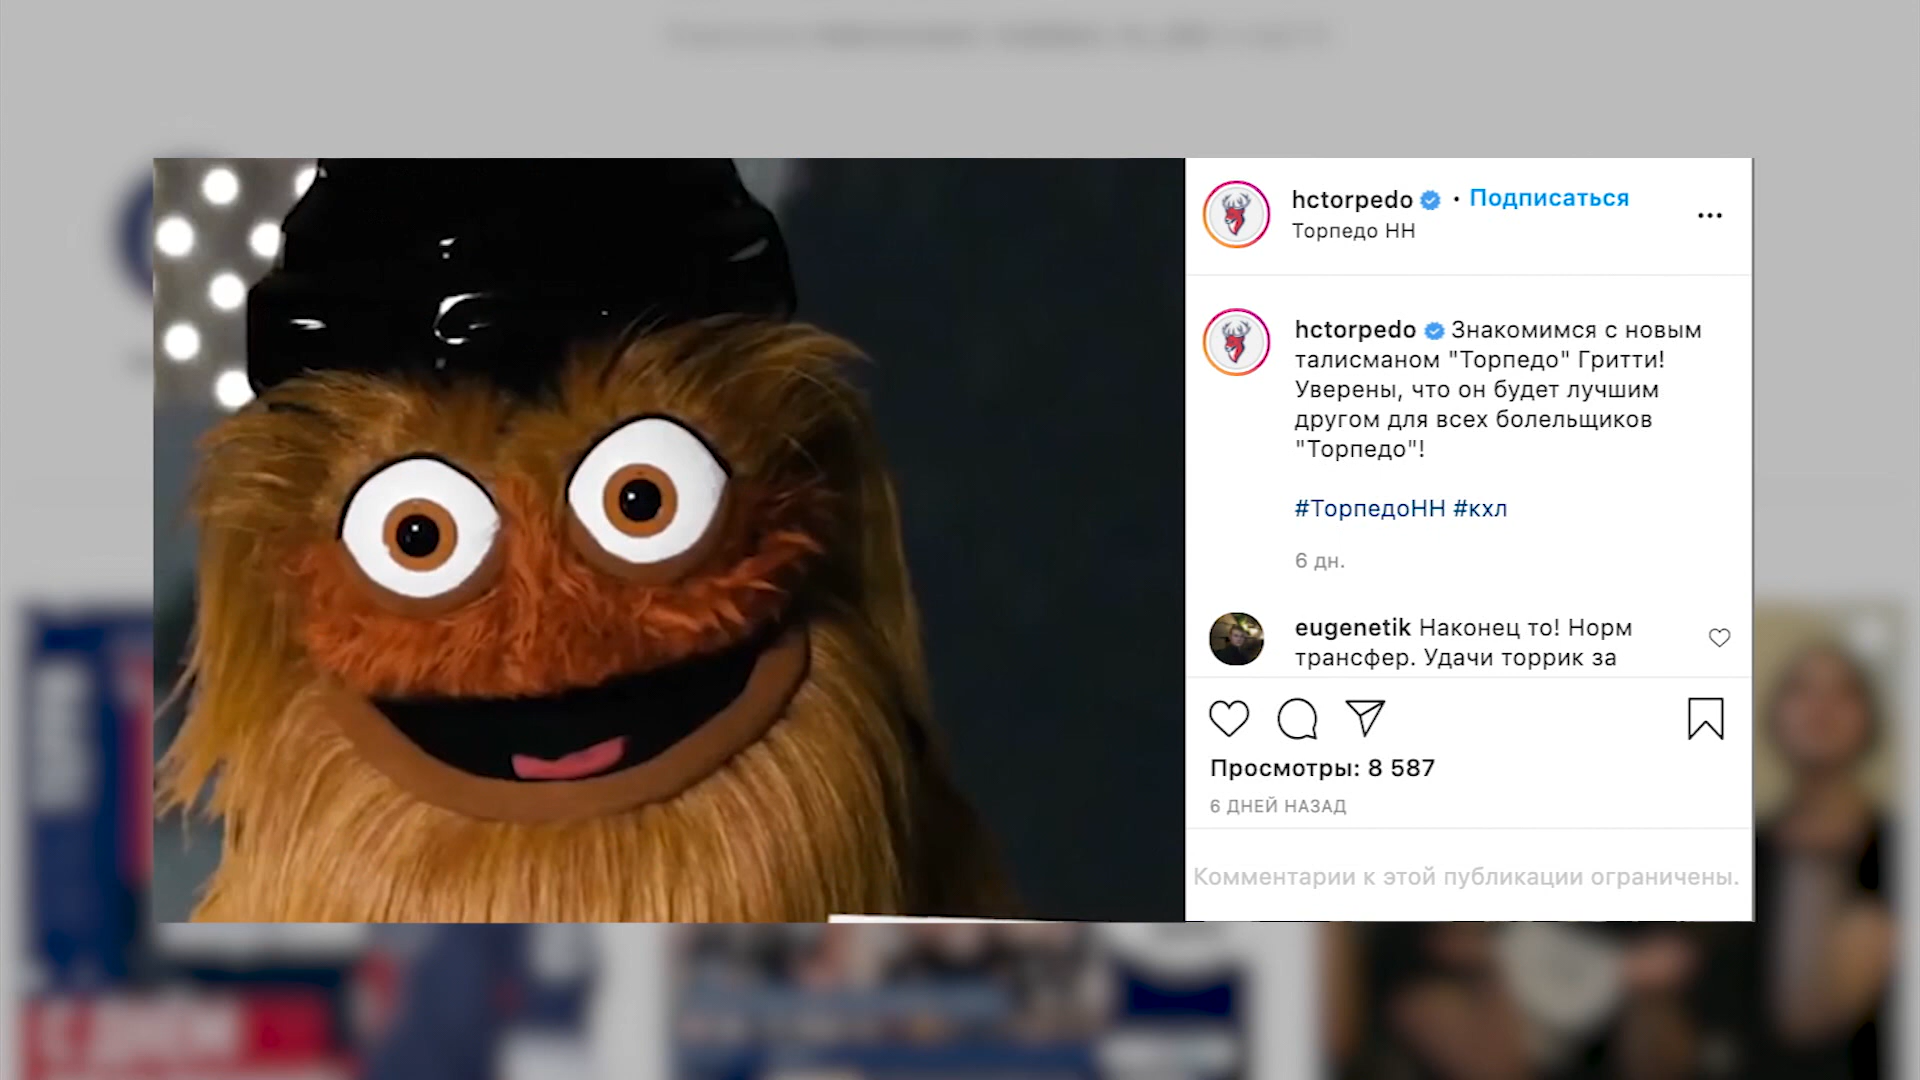 hctorpedo • Подписаться
Торпедо НН
hctorpedo Знакомимся с новым
талисманом "Торпедо" Гритти!
Уверены, что он будет лучшим
другом для всех болельщиков
"Торпедо"!
#ТорпедоНН #кхл
6 дн.
eugenetik Наконец то! Норм
трансфер. Удачи торрик за
Просмотры: 8 587
6 ДНЕЙ НАЗАД
Комментарии к этой публикации ограничены.